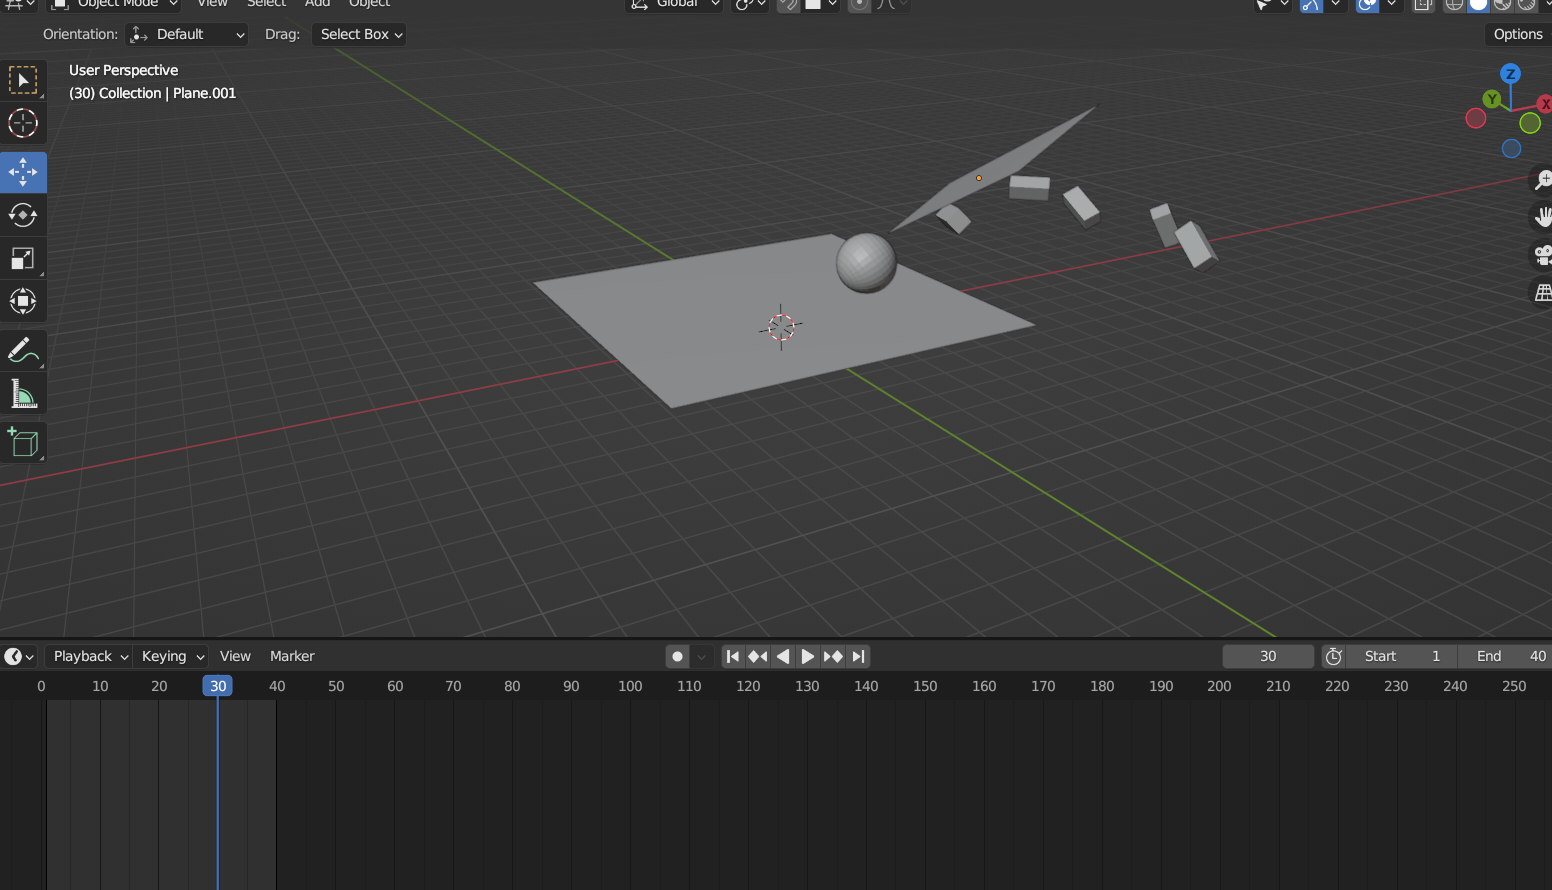 Object Mode View Select Add Object Global
Orientation: Default Drag: Select Box Options
User Perspective
(30) Collection | Plane.001
Z
Y
X
Playback Keying View Marker 30 Start 1 End 40
0 10 20 30 40 50 60 70 80 90 100 110 120 130 140 150 160 170 180 190 200 210 220 230 240 250